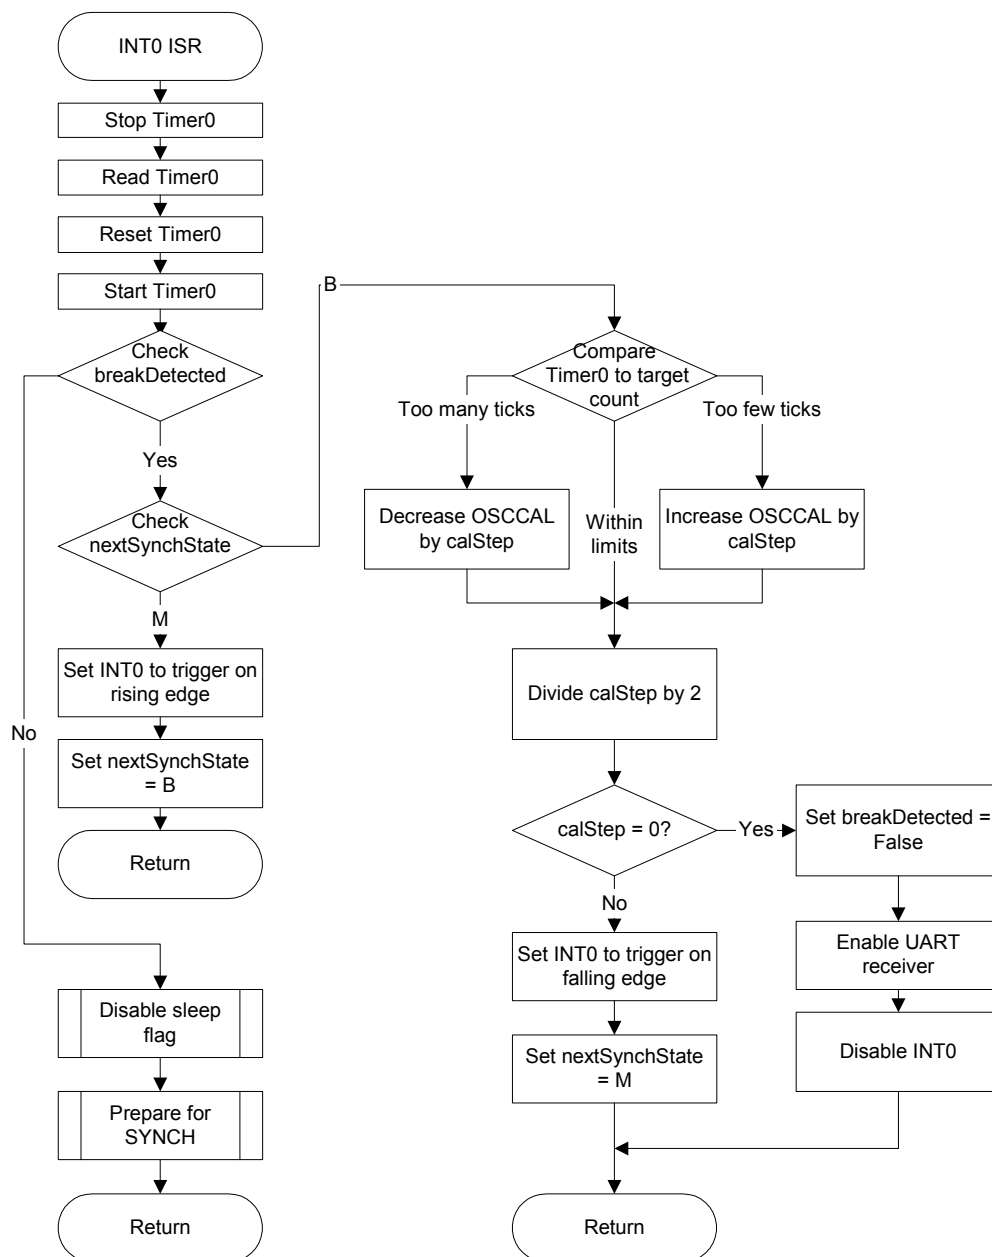 INT0 ISR
Stop Timer0
Read Timer0
Reset Timer0
Start Timer0
Check
breakDetected
Yes
Check
nextSynchState
M
Set INT0 to trigger on
rising edge
Set nextSynchState
= B
Return
No
Disable sleep
flag
Prepare for
SYNCH
Return
B
Compare
Timer0 to target
count
Too many ticks
Too few ticks
Decrease OSCCAL
by calStep
Within
limits
Increase OSCCAL by
calStep
Divide calStep by 2
calStep = 0?
Yes
Set breakDetected =
False
Enable UART
receiver
Disable INT0
No
Set INT0 to trigger on
falling edge
Set nextSynchState
= M
Return